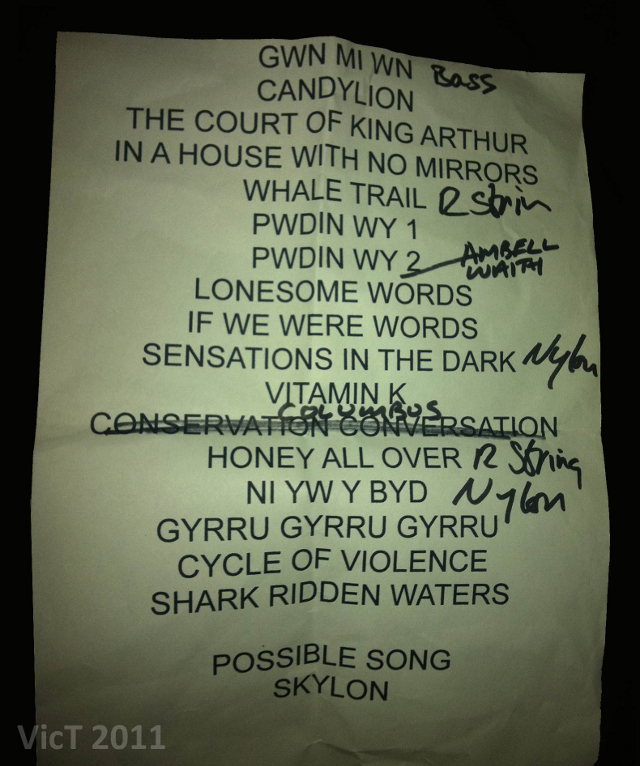 GWN MI WN Bass
CANDYLION
THE COURT OF KING ARTHUR
IN A HOUSE WITH NO MIRRORS
WHALE TRAIL 12 Strin
PWDIN WY 1
PWDIN WY 2 AMBELL
WAITH
LONESOME WORDS
IF WE WERE WORDS
SENSATIONS IN THE DARK Nylon
VITAMIN K
COLUMBUS
CONSERVATION CONVERSATION
HONEY ALL OVER 12 String
NI YW Y BYD Nylon
GYRRU GYRRU GYRRU
CYCLE OF VIOLENCE
SHARK RIDDEN WATERS
POSSIBLE SONG
SKYLON
VicT 2011